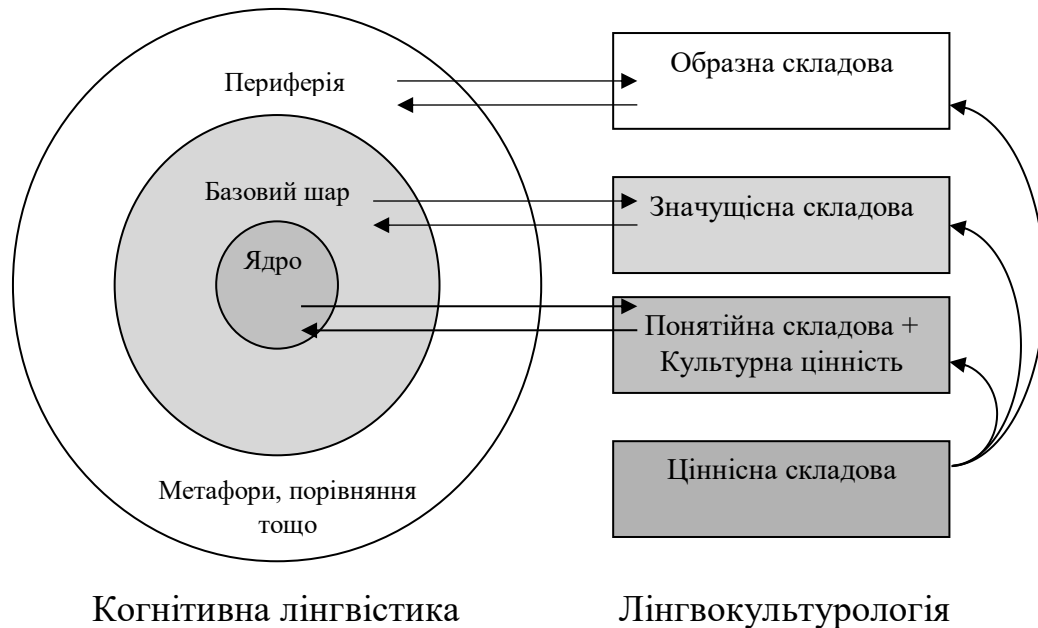 Периферія
Базовий шар
Ядро
Метафори, порівняння
тощо
Когнітивна лінгвістика
Образна складова
Значущісна складова
Понятійна складова +
Культурна цінність
Ціннісна складова
Лінгвокультурологія